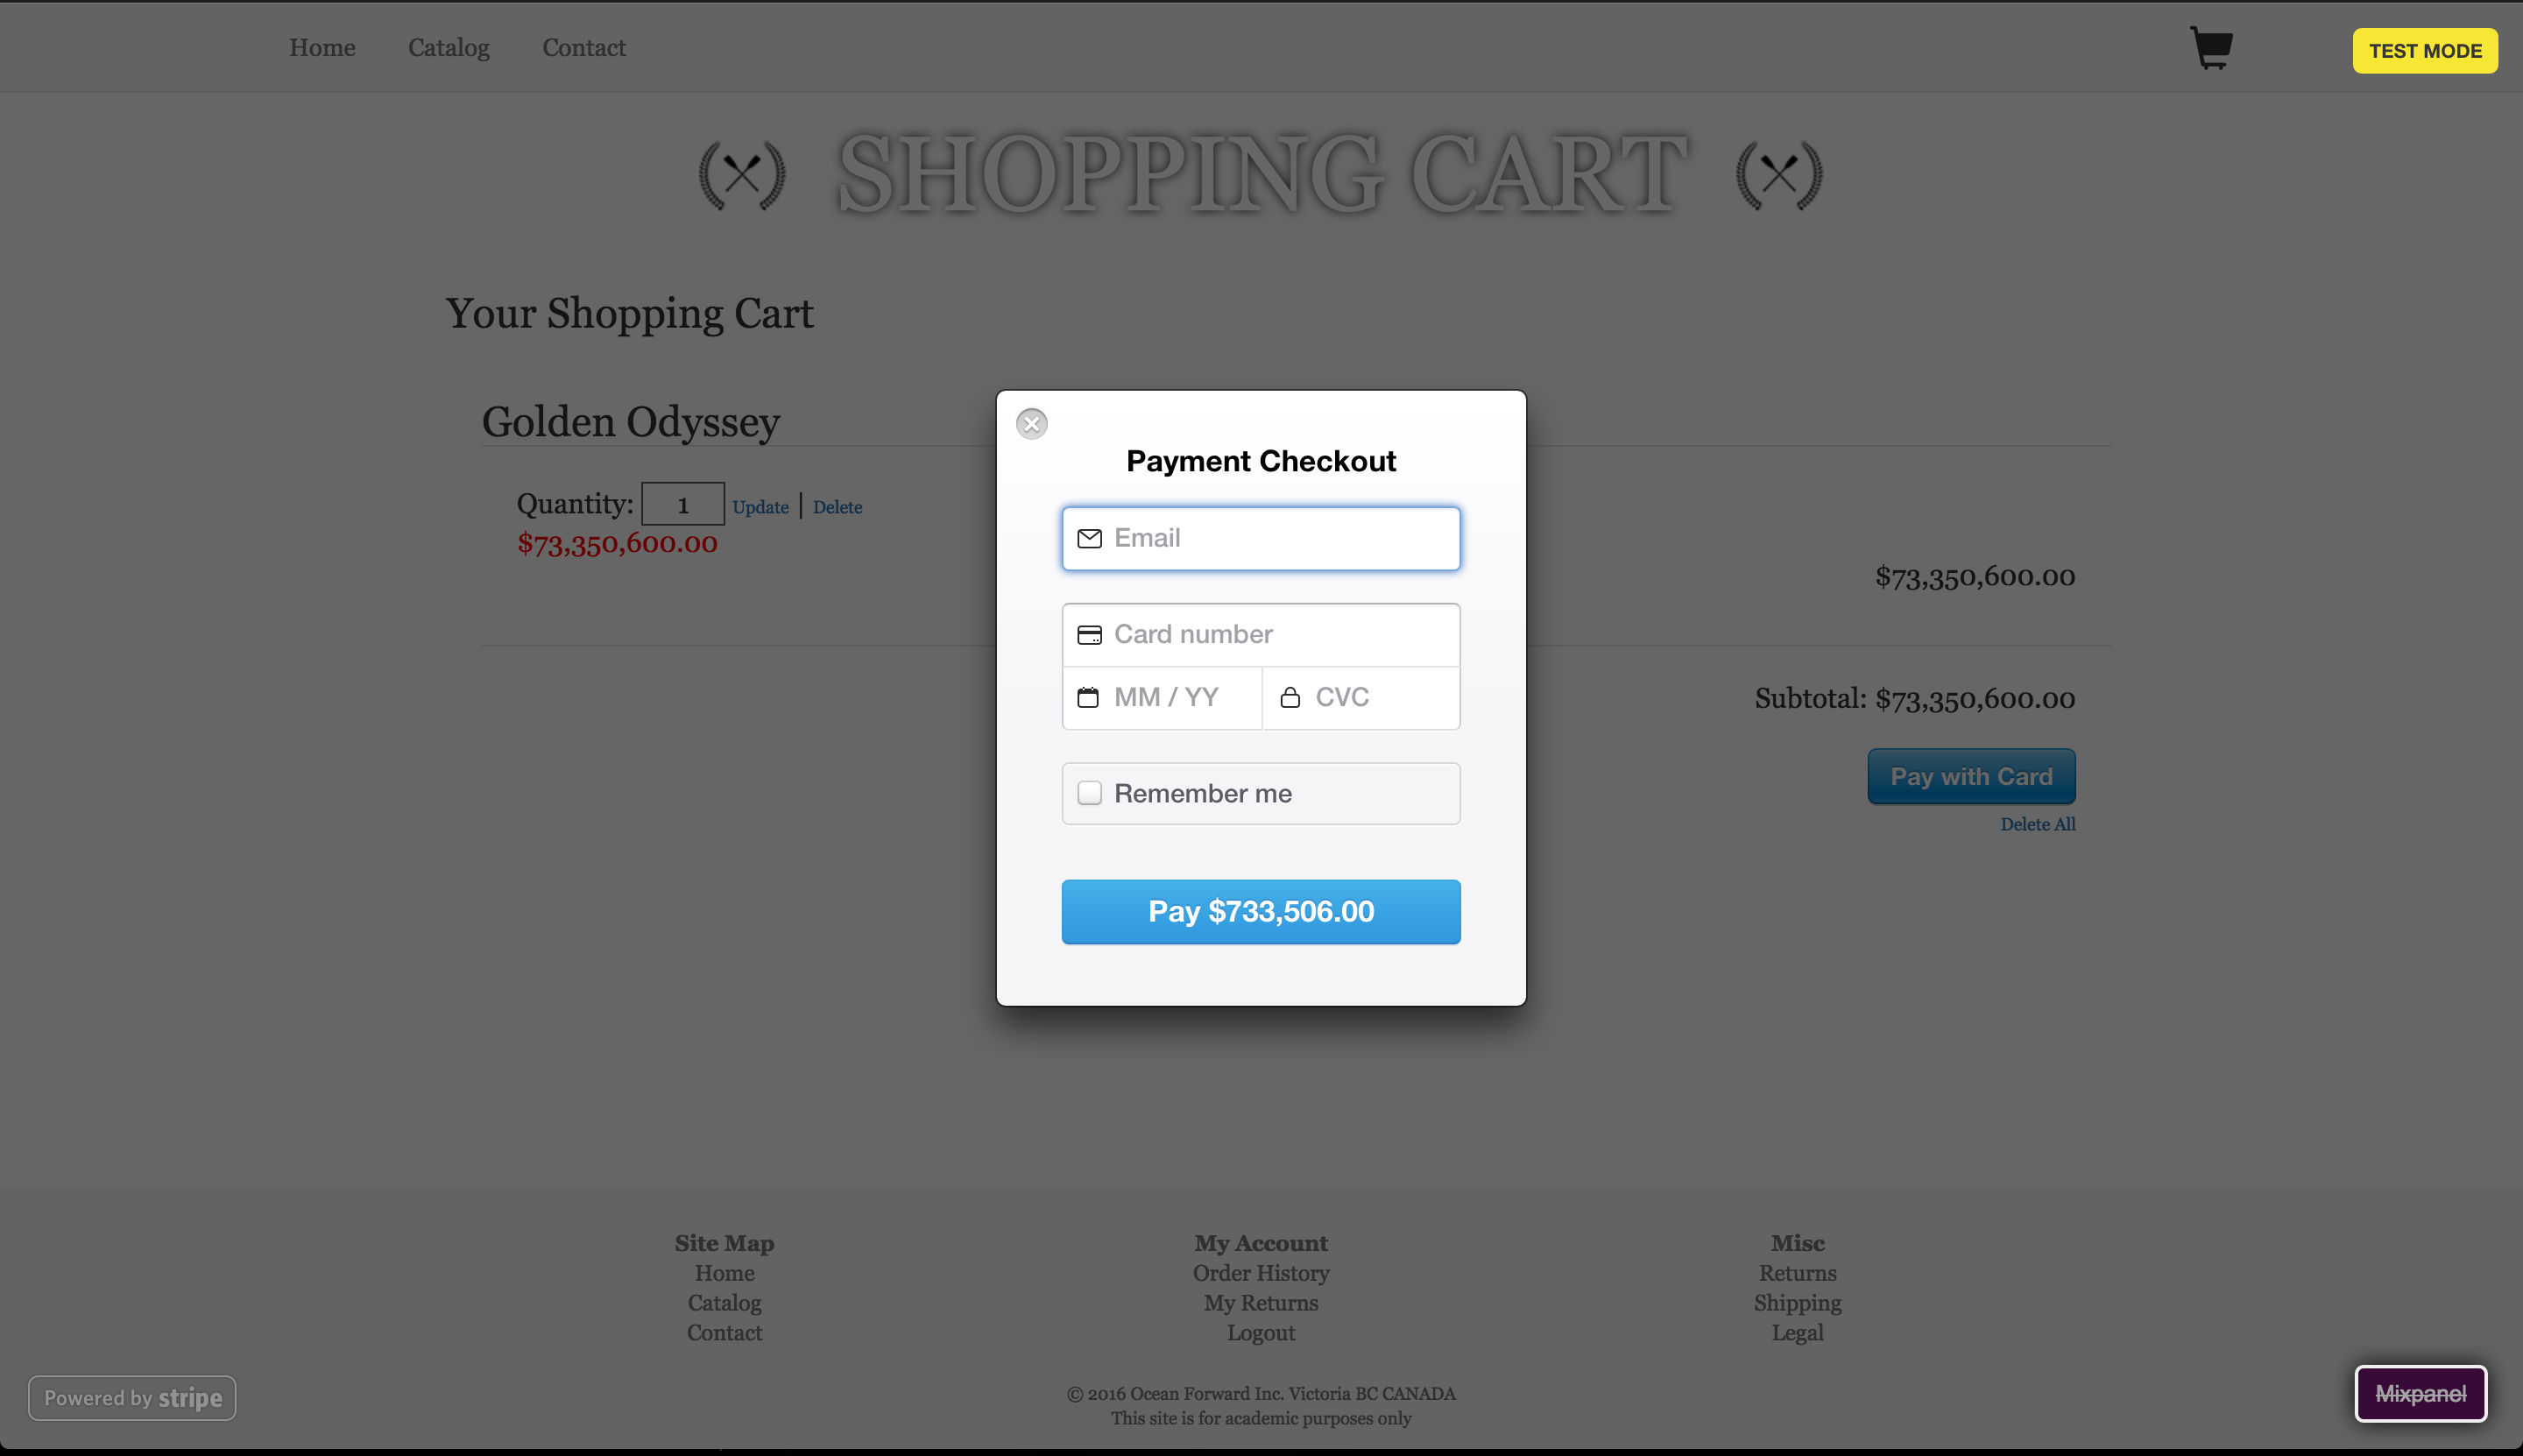 Home Catalog Contact TEST MODE
SHOPPING CART
Your Shopping Cart
Golden Odyssey
Quantity: 1 Update | Delete
$73,350,600.00
$73,350,600.00
Subtotal: $73,350,600.00
Pay with Card
Delete All
Payment Checkout
Email
Card number
MM / YY CVC
Remember me
Pay $733,506.00
Site Map
Home
Catalog
Contact
My Account
Order History
My Returns
Logout
Misc
Returns
Shipping
Legal
Powered by stripe
© 2016 Ocean Forward Inc. Victoria BC CANADA
This site is for academic purposes only
Mixpanel